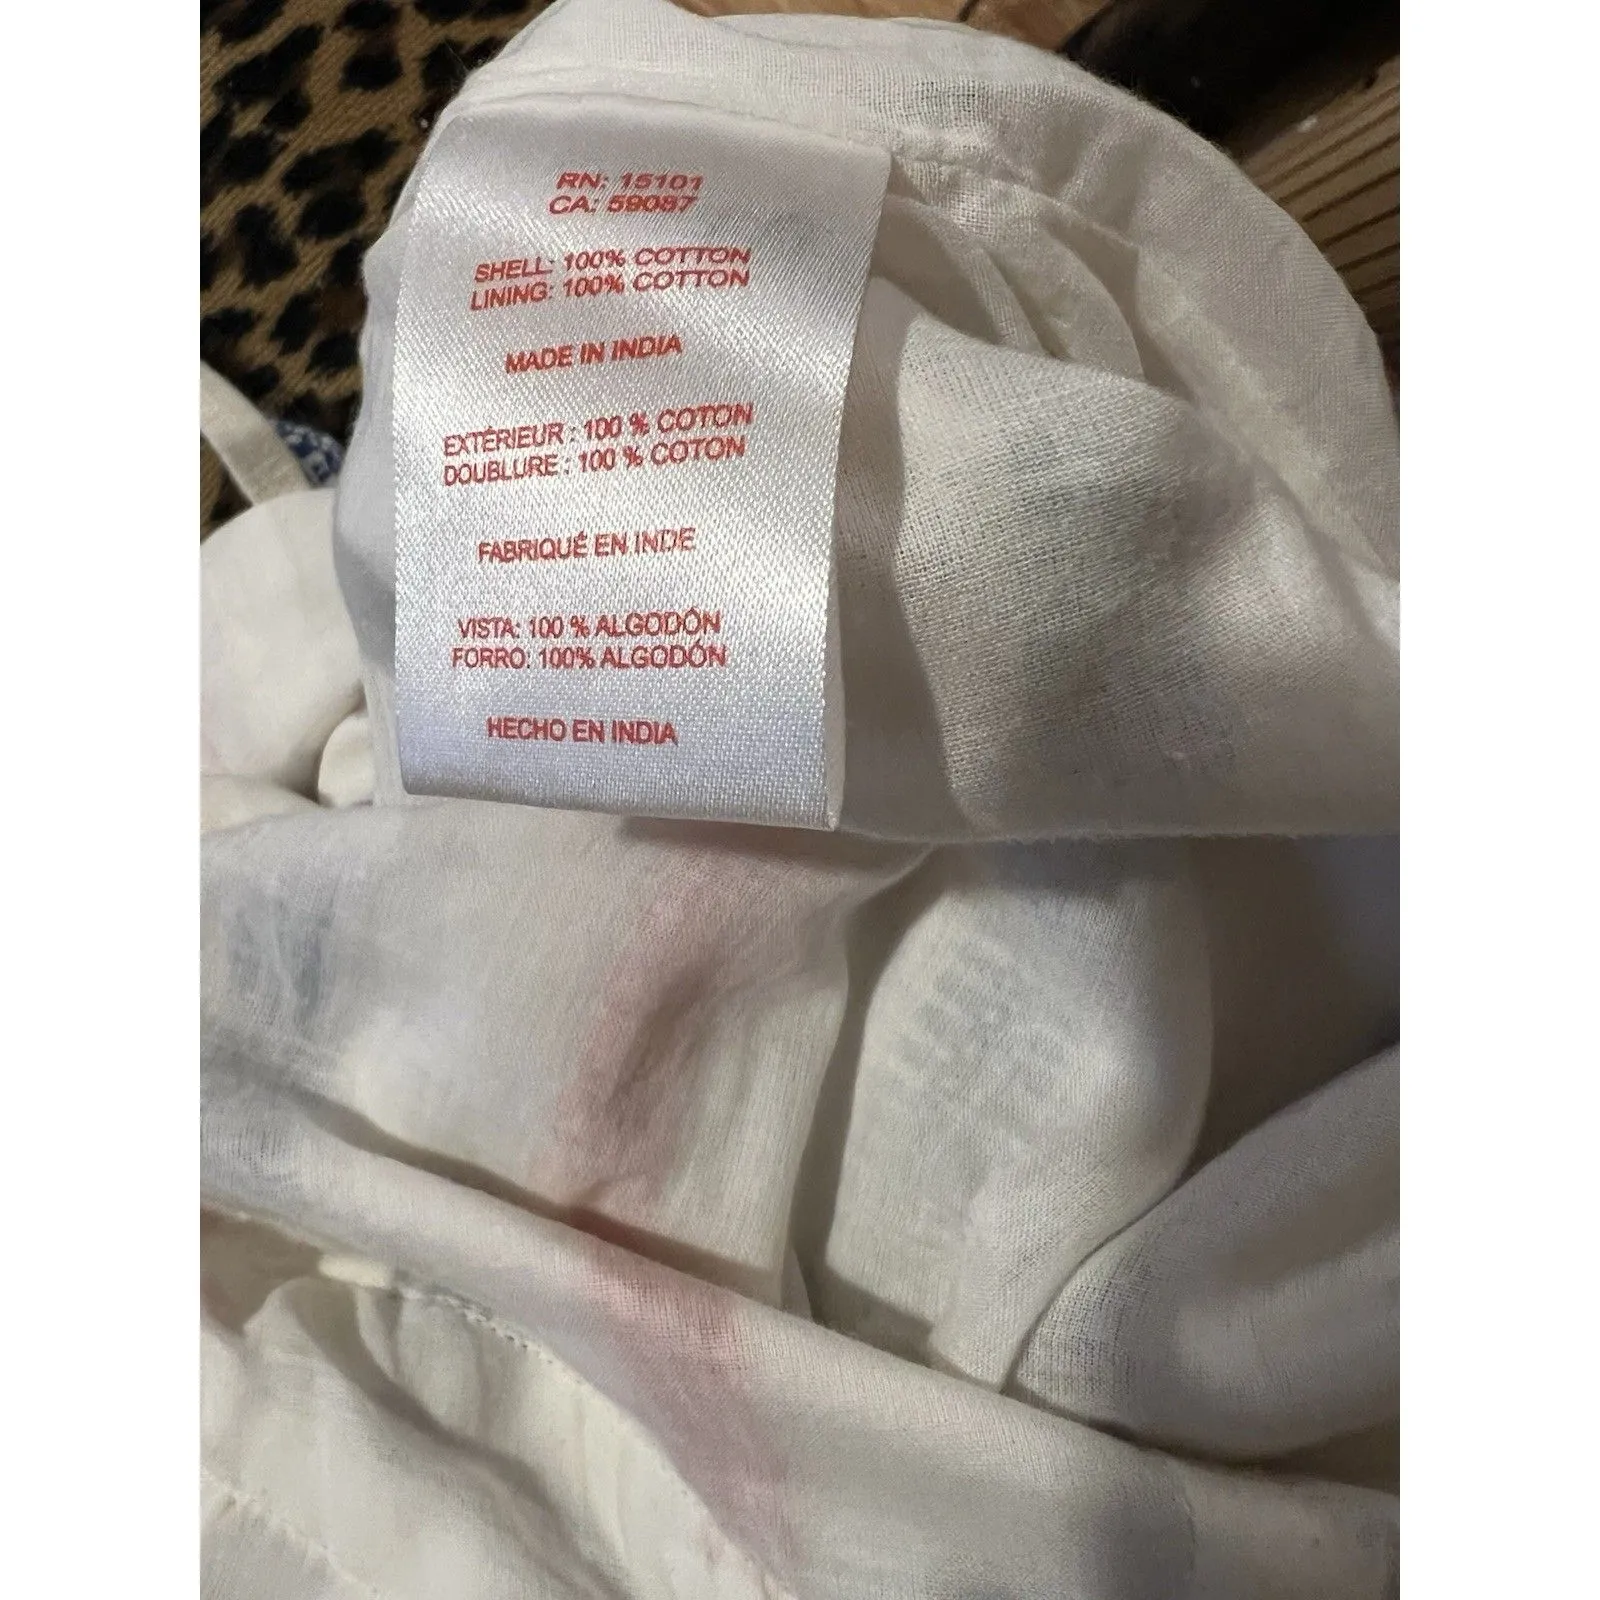 RN: 15101
CA: 59087
SHELL: 100% COTTON
LINING: 100% COTTON
MADE IN INDIA
EXTÉRIEUR : 100 % COTON
DOUBLURE : 100 % COTON
FABRIQUÉ EN INDE
VISTA: 100 % ALGODÓN
FORRO: 100% ALGODÓN
HECHO EN INDIA